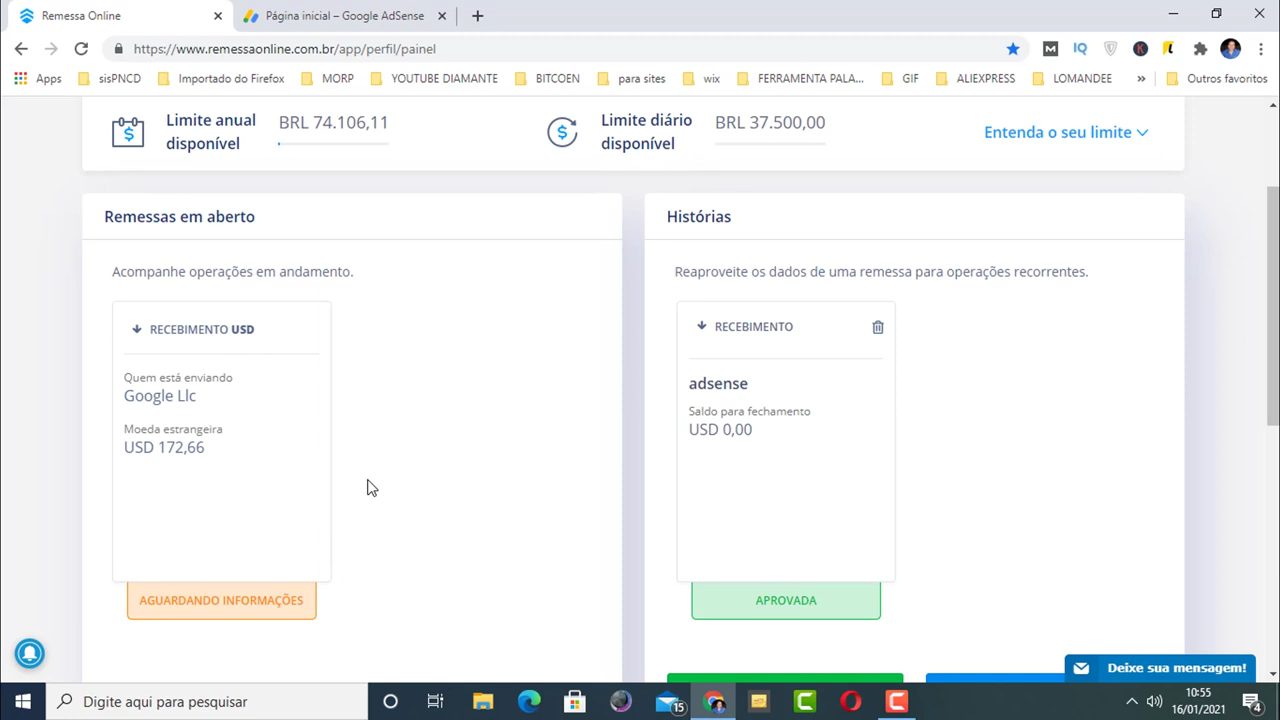 Remessa Online
Página inicial – Google AdSense
https://www.remessaonline.com.br/app/perfil/painel
Apps
sisPNCD
Importado do Firefox
MORP
YOUTUBE DIAMANTE
BITCOEN
para sites
wix
FERRAMENTA PALA...
GIF
ALIEXPRESS
LOMANDEE
»
Outros favoritos
Limite anual
disponível
BRL 74.106,11
Limite diário
disponível
BRL 37.500,00
Entenda o seu limite
Remessas em aberto
Acompanhe operações em andamento.
RECEBIMENTO USD
Quem está enviando
Google Llc
Moeda estrangeira
USD 172,66
AGUARDANDO INFORMAÇÕES
Histórias
Reaproveite os dados de uma remessa para operações recorrentes.
RECEBIMENTO
adsense
Saldo para fechamento
USD 0,00
APROVADA
Deixe sua mensagem!
Digite aqui para pesquisar
15
10:55
16/01/2021
4